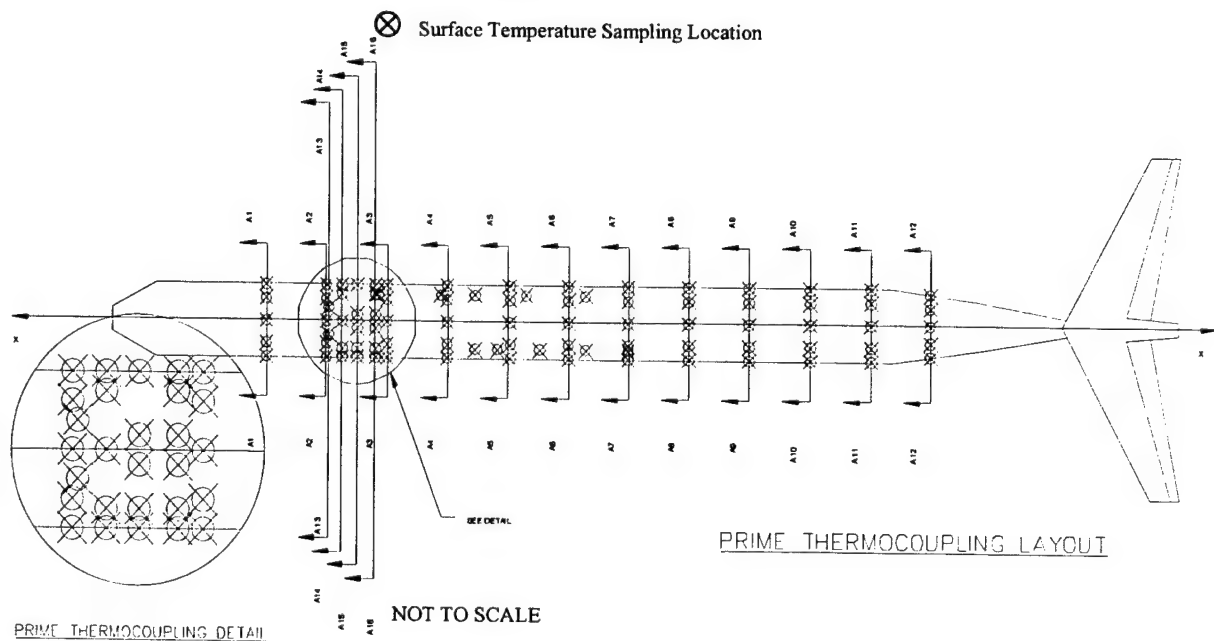 Surface Temperature Sampling Location
A15
A16
A14
A13
A1
A2
A3
A4
A5
A6
A7
A8
A9
A10
A11
A12
X
X
A1
A2
A3
A4
A5
A6
A7
A8
A9
A10
A11
A12
SEE DETAIL
A13
PRIME THERMOCOUPLING LAYOUT
A14
A15
A16
NOT TO SCALE
PRIME THERMOCOUPLING DETAIL